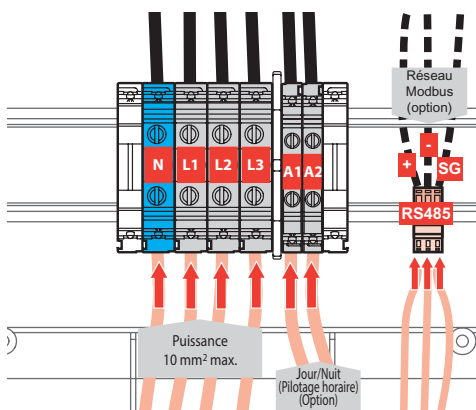 Réseau
Modbus
(option)
-
+
SG
N
L1
L2
L3
A1
A2
RS485
Puissance
10 mm² max.
Jour/Nuit
(Pilotage horaire)
(Option)